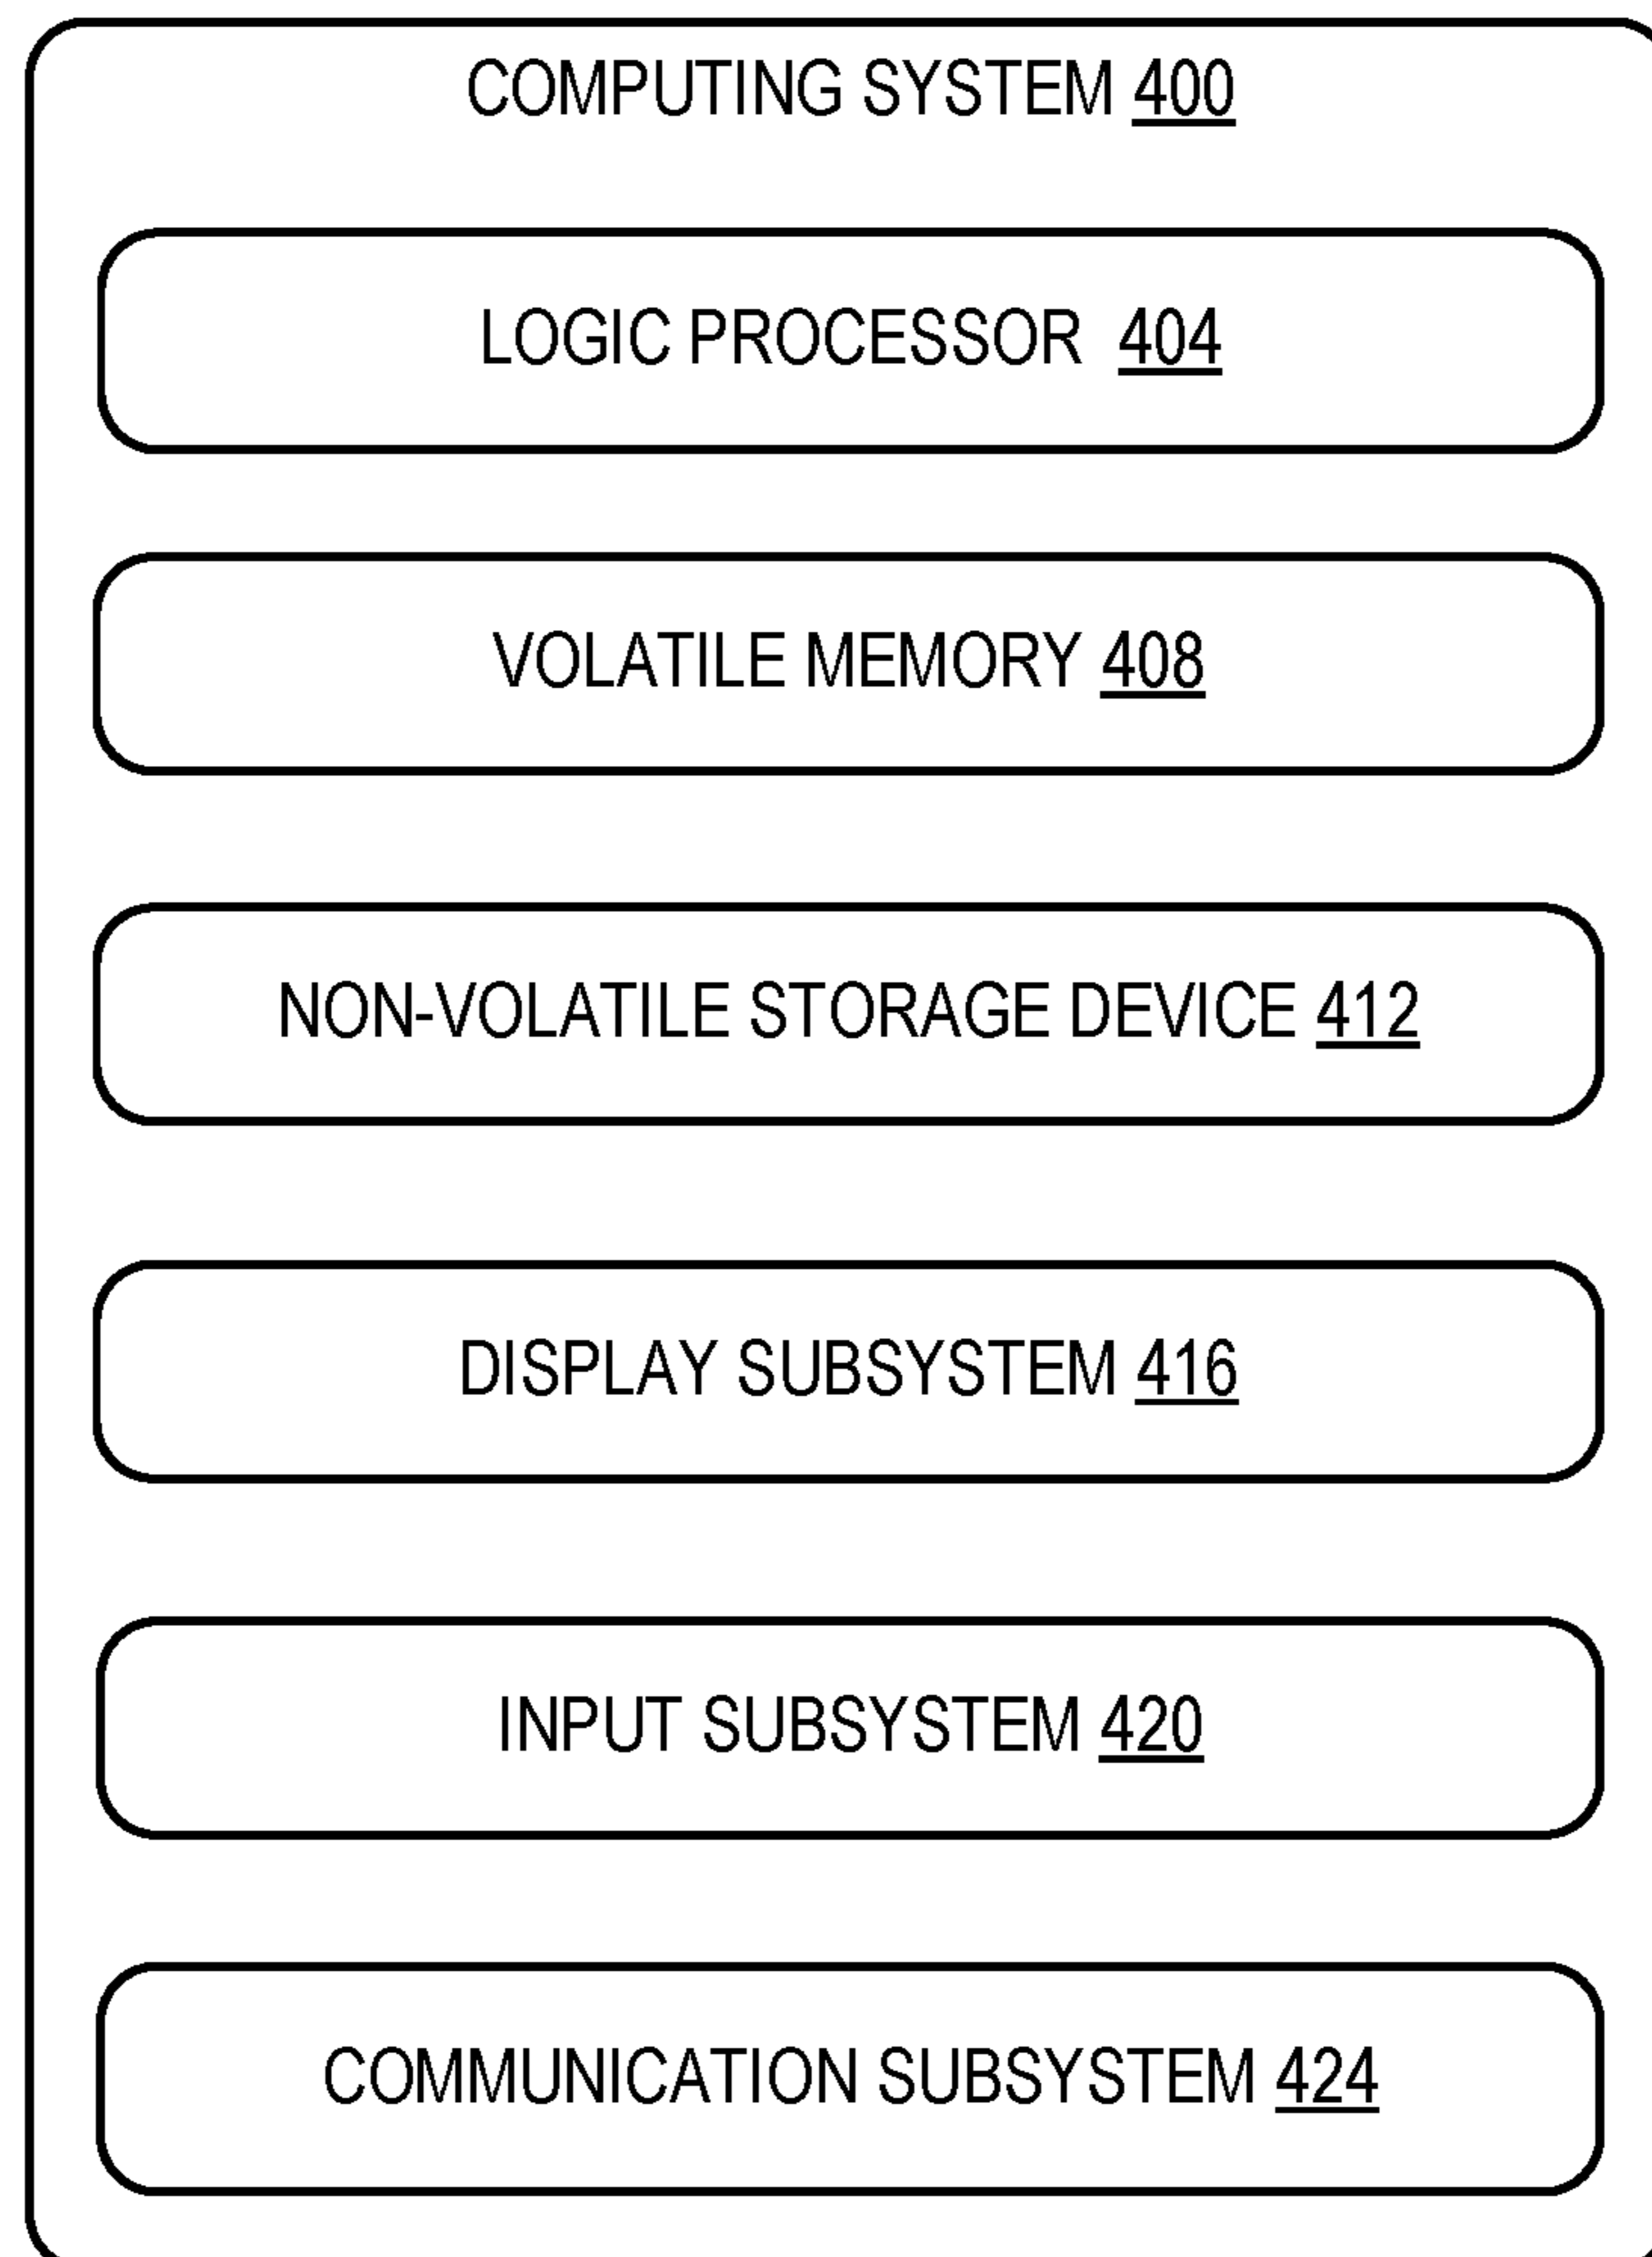 COMPUTING SYSTEM 400
LOGIC PROCESSOR 404
VOLATILE MEMORY 408
NON-VOLATILE STORAGE DEVICE 412
DISPLAY SUBSYSTEM 416
INPUT SUBSYSTEM 420
COMMUNICATION SUBSYSTEM 424